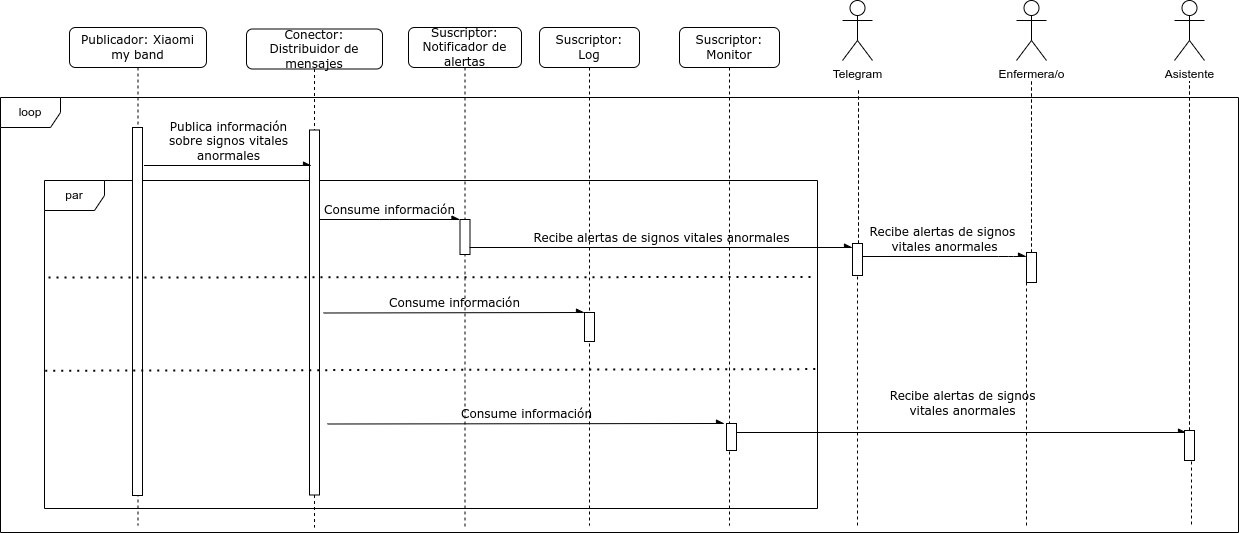 Publicador: Xiaomi
my band
Conector:
Distribuidor de
mensajes
Suscriptor:
Notificador de
alertas
Suscriptor:
Log
Suscriptor:
Monitor
Telegram
Enfermera/o
Asistente
loop
Publica información
sobre signos vitales
anormales
par
Consume información
Recibe alertas de signos vitales anormales
Recibe alertas de signos
vitales anormales
Consume información
Consume información
Recibe alertas de signos
vitales anormales